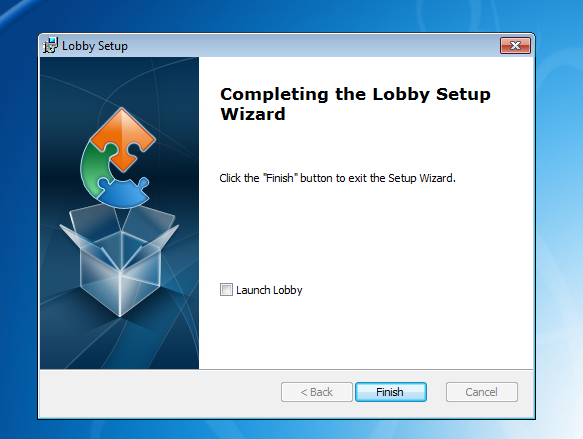 Lobby Setup
Completing the Lobby Setup
Wizard
Click the "Finish" button to exit the Setup Wizard.
Launch Lobby
< Back
Finish
Cancel